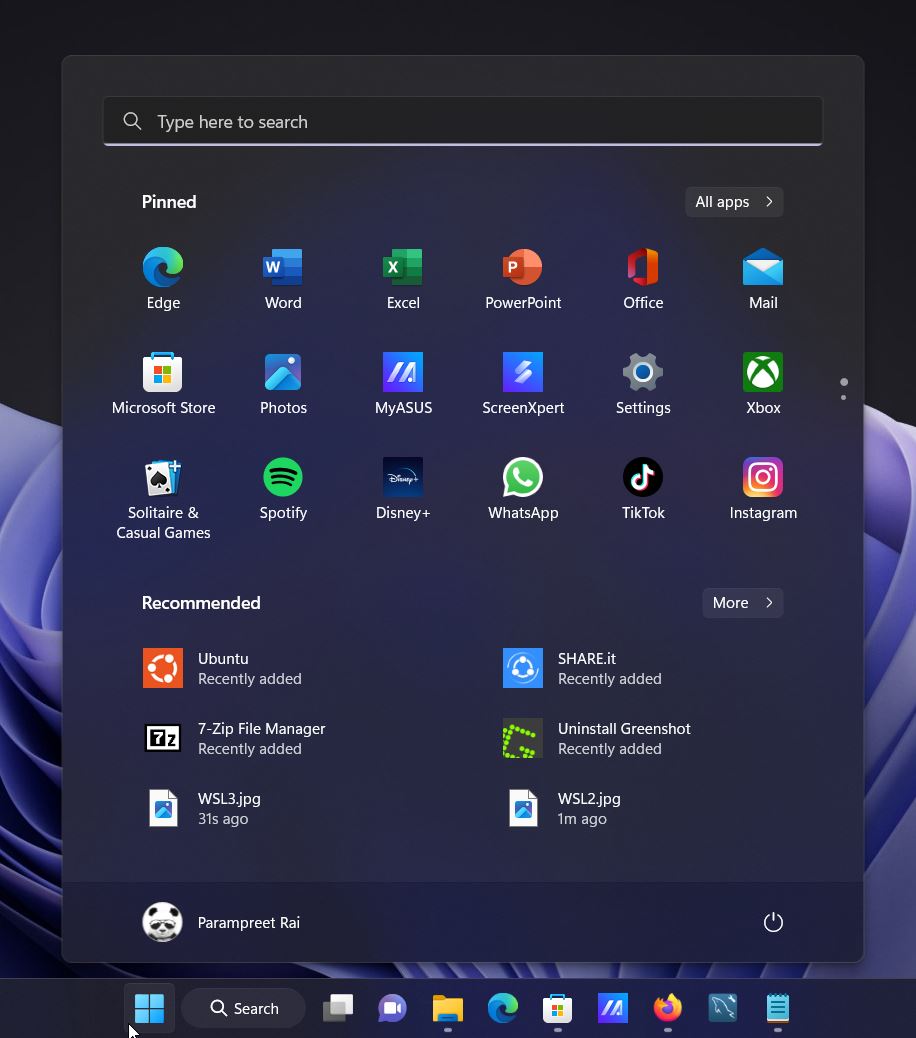 Type here to search
Pinned
All apps
Edge
Word
Excel
PowerPoint
Office
Mail
Microsoft Store
Photos
MyASUS
ScreenXpert
Settings
Xbox
Solitaire &
Casual Games
Spotify
Disney+
WhatsApp
TikTok
Instagram
Recommended
More
Ubuntu
Recently added
SHARE.it
Recently added
7-Zip File Manager
Recently added
Uninstall Greenshot
Recently added
WSL3.jpg
31s ago
WSL2.jpg
1m ago
Parampreet Rai
Search